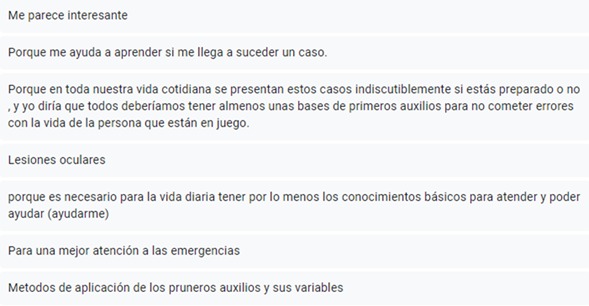 Me parece interesante
Porque me ayuda a aprender si me llega a suceder un caso.
Porque en toda nuestra vida cotidiana se presentan estos casos indiscutiblemente si estás preparado o no
, y yo diría que todos deberíamos tener almenos unas bases de primeros auxilios para no cometer errores
con la vida de la persona que están en juego.
Lesiones oculares
porque es necesario para la vida diaria tener por lo menos los conocimientos básicos para atender y poder
ayudar (ayudarme)
Para una mejor atención a las emergencias
Metodos de aplicación de los pruneros auxilios y sus variables